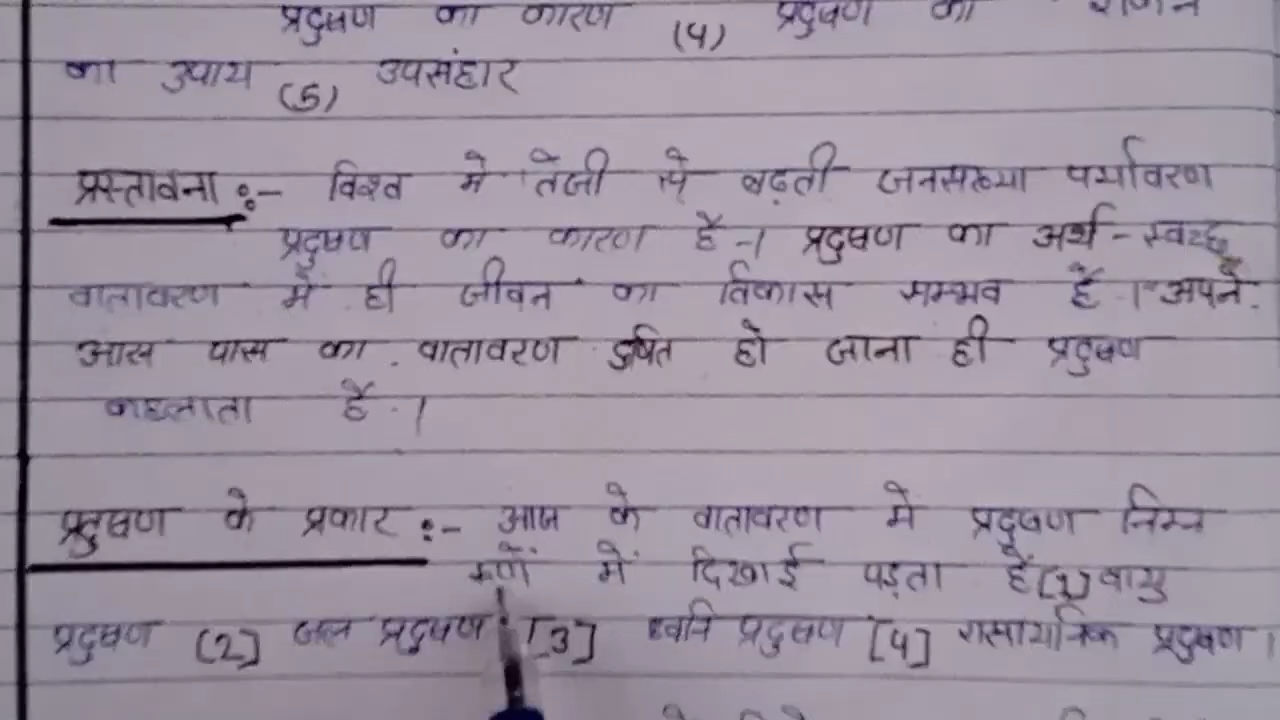 प्रदुषण का कारण (4) प्रदुषण का
का उपाय (5) उपसंहार
प्रस्तावना :- विश्व मे तेजी से बढ़ती जनसख्या पर्यावरण
प्रदुषण का कारण है -। प्रदुषण का अर्थ - स्वच्छ
वातावरण में ही जीवन का विकास सम्भव है । अपने
आस पास का वातावरण दुषित हो जाना ही प्रदुषण
कहलाता है ।
प्रदुषण के प्रकार :- आज के वातावरण मे प्रदुषण निम्न
रूपों में दिखाई पड़ता है [1] वायु
प्रदुषण [2] जल प्रदुषण [3] ध्वनि प्रदुषण [4] रासायनिक प्रदुषण ।